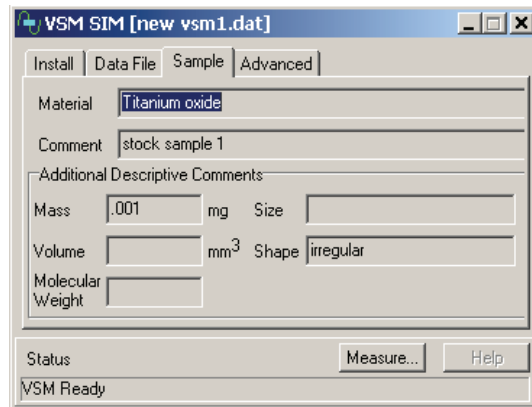 VSM SIM [new vsm1.dat]
Install Data File Sample Advanced
Material Titanium oxide
Comment stock sample 1
Additional Descriptive Comments
Mass .001 mg Size
Volume mm3 Shape irregular
Molecular
Weight
Status Measure... Help
VSM Ready